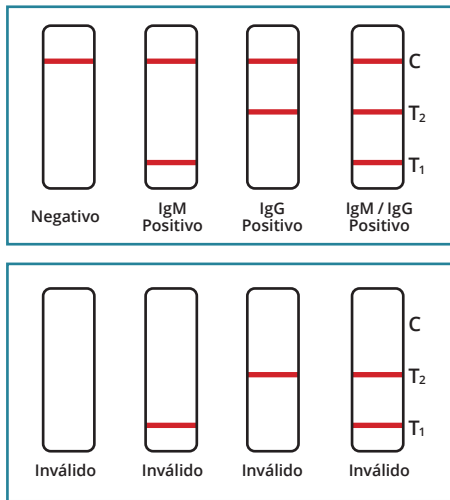 C
T₂
T₁
Negativo
IgM
Positivo
IgG
Positivo
IgM / IgG
Positivo
C
T₂
T₁
Inválido
Inválido
Inválido
Inválido